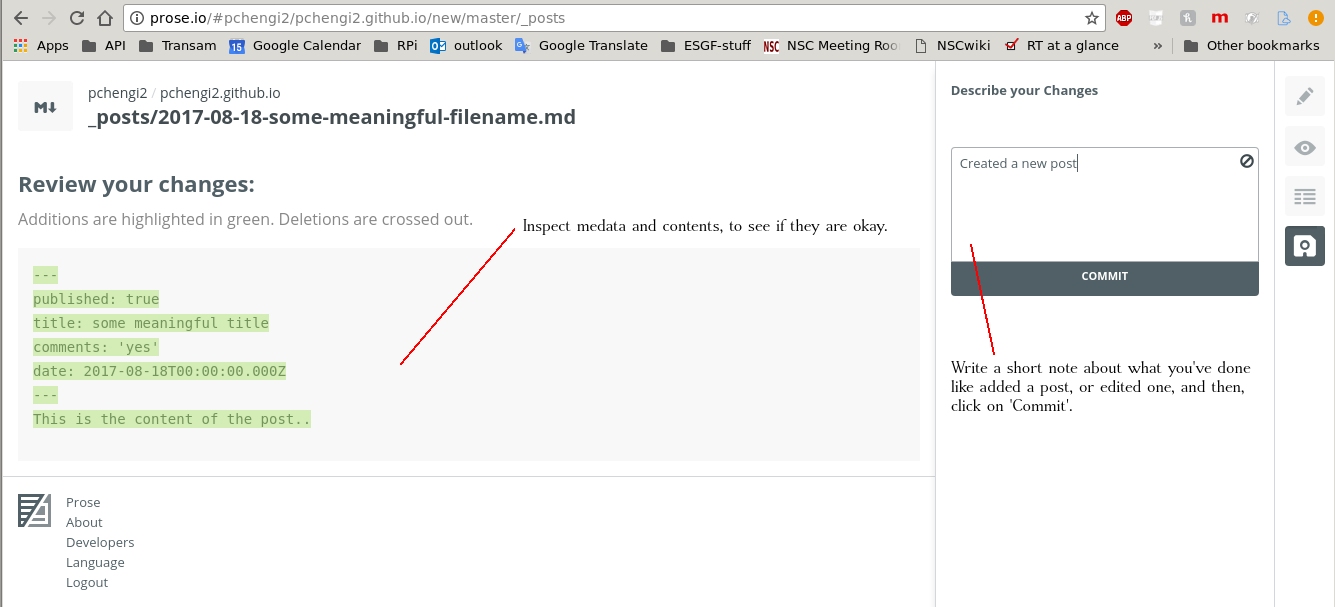 prose.io/#pchengi2/pchengi2.github.io/new/master/_posts
ABP
m
Apps API Transam 15 Google Calendar RPi outlook Google Translate ESGF-stuff NSC NSC Meeting Roo NSCwiki RT at a glance » Other bookmarks
M
pchengi2 / pchengi2.github.io
_posts/2017-08-18-some-meaningful-filename.md
Review your changes:
Additions are highlighted in green. Deletions are crossed out.
Inspect medata and contents, to see if they are okay.
---
published: true
title: some meaningful title
comments: 'yes'
date: 2017-08-18T00:00:00.000Z
---
This is the content of the post..
Describe your Changes
Created a new post
COMMIT
Write a short note about what you've done
like added a post, or edited one, and then,
click on 'Commit'.
Prose
About
Developers
Language
Logout